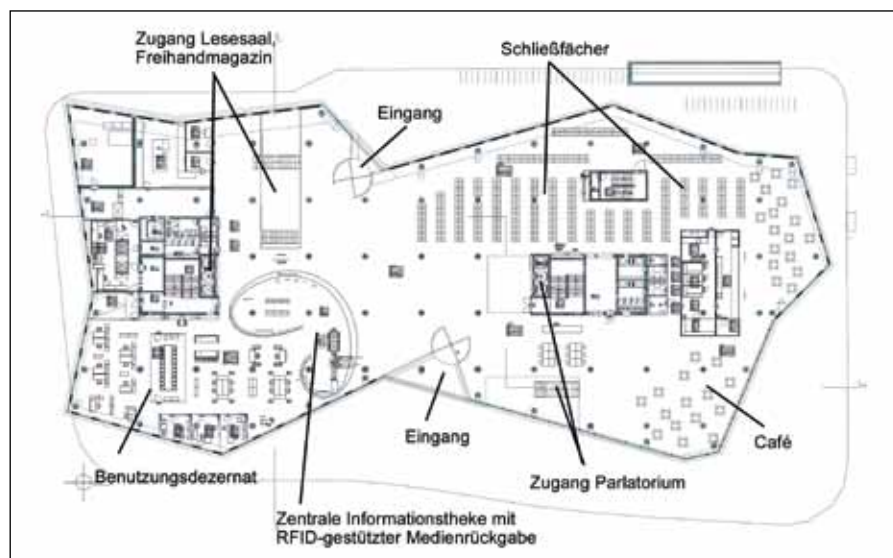 Zugang Lesesaal,
Freihandmagazin
Schließfächer
Eingang
Eingang
Café
Benutzungsdezernat
Zugang Parlatorium
Zentrale Informationstheke mit
RFID-gestützter Medienrückgabe